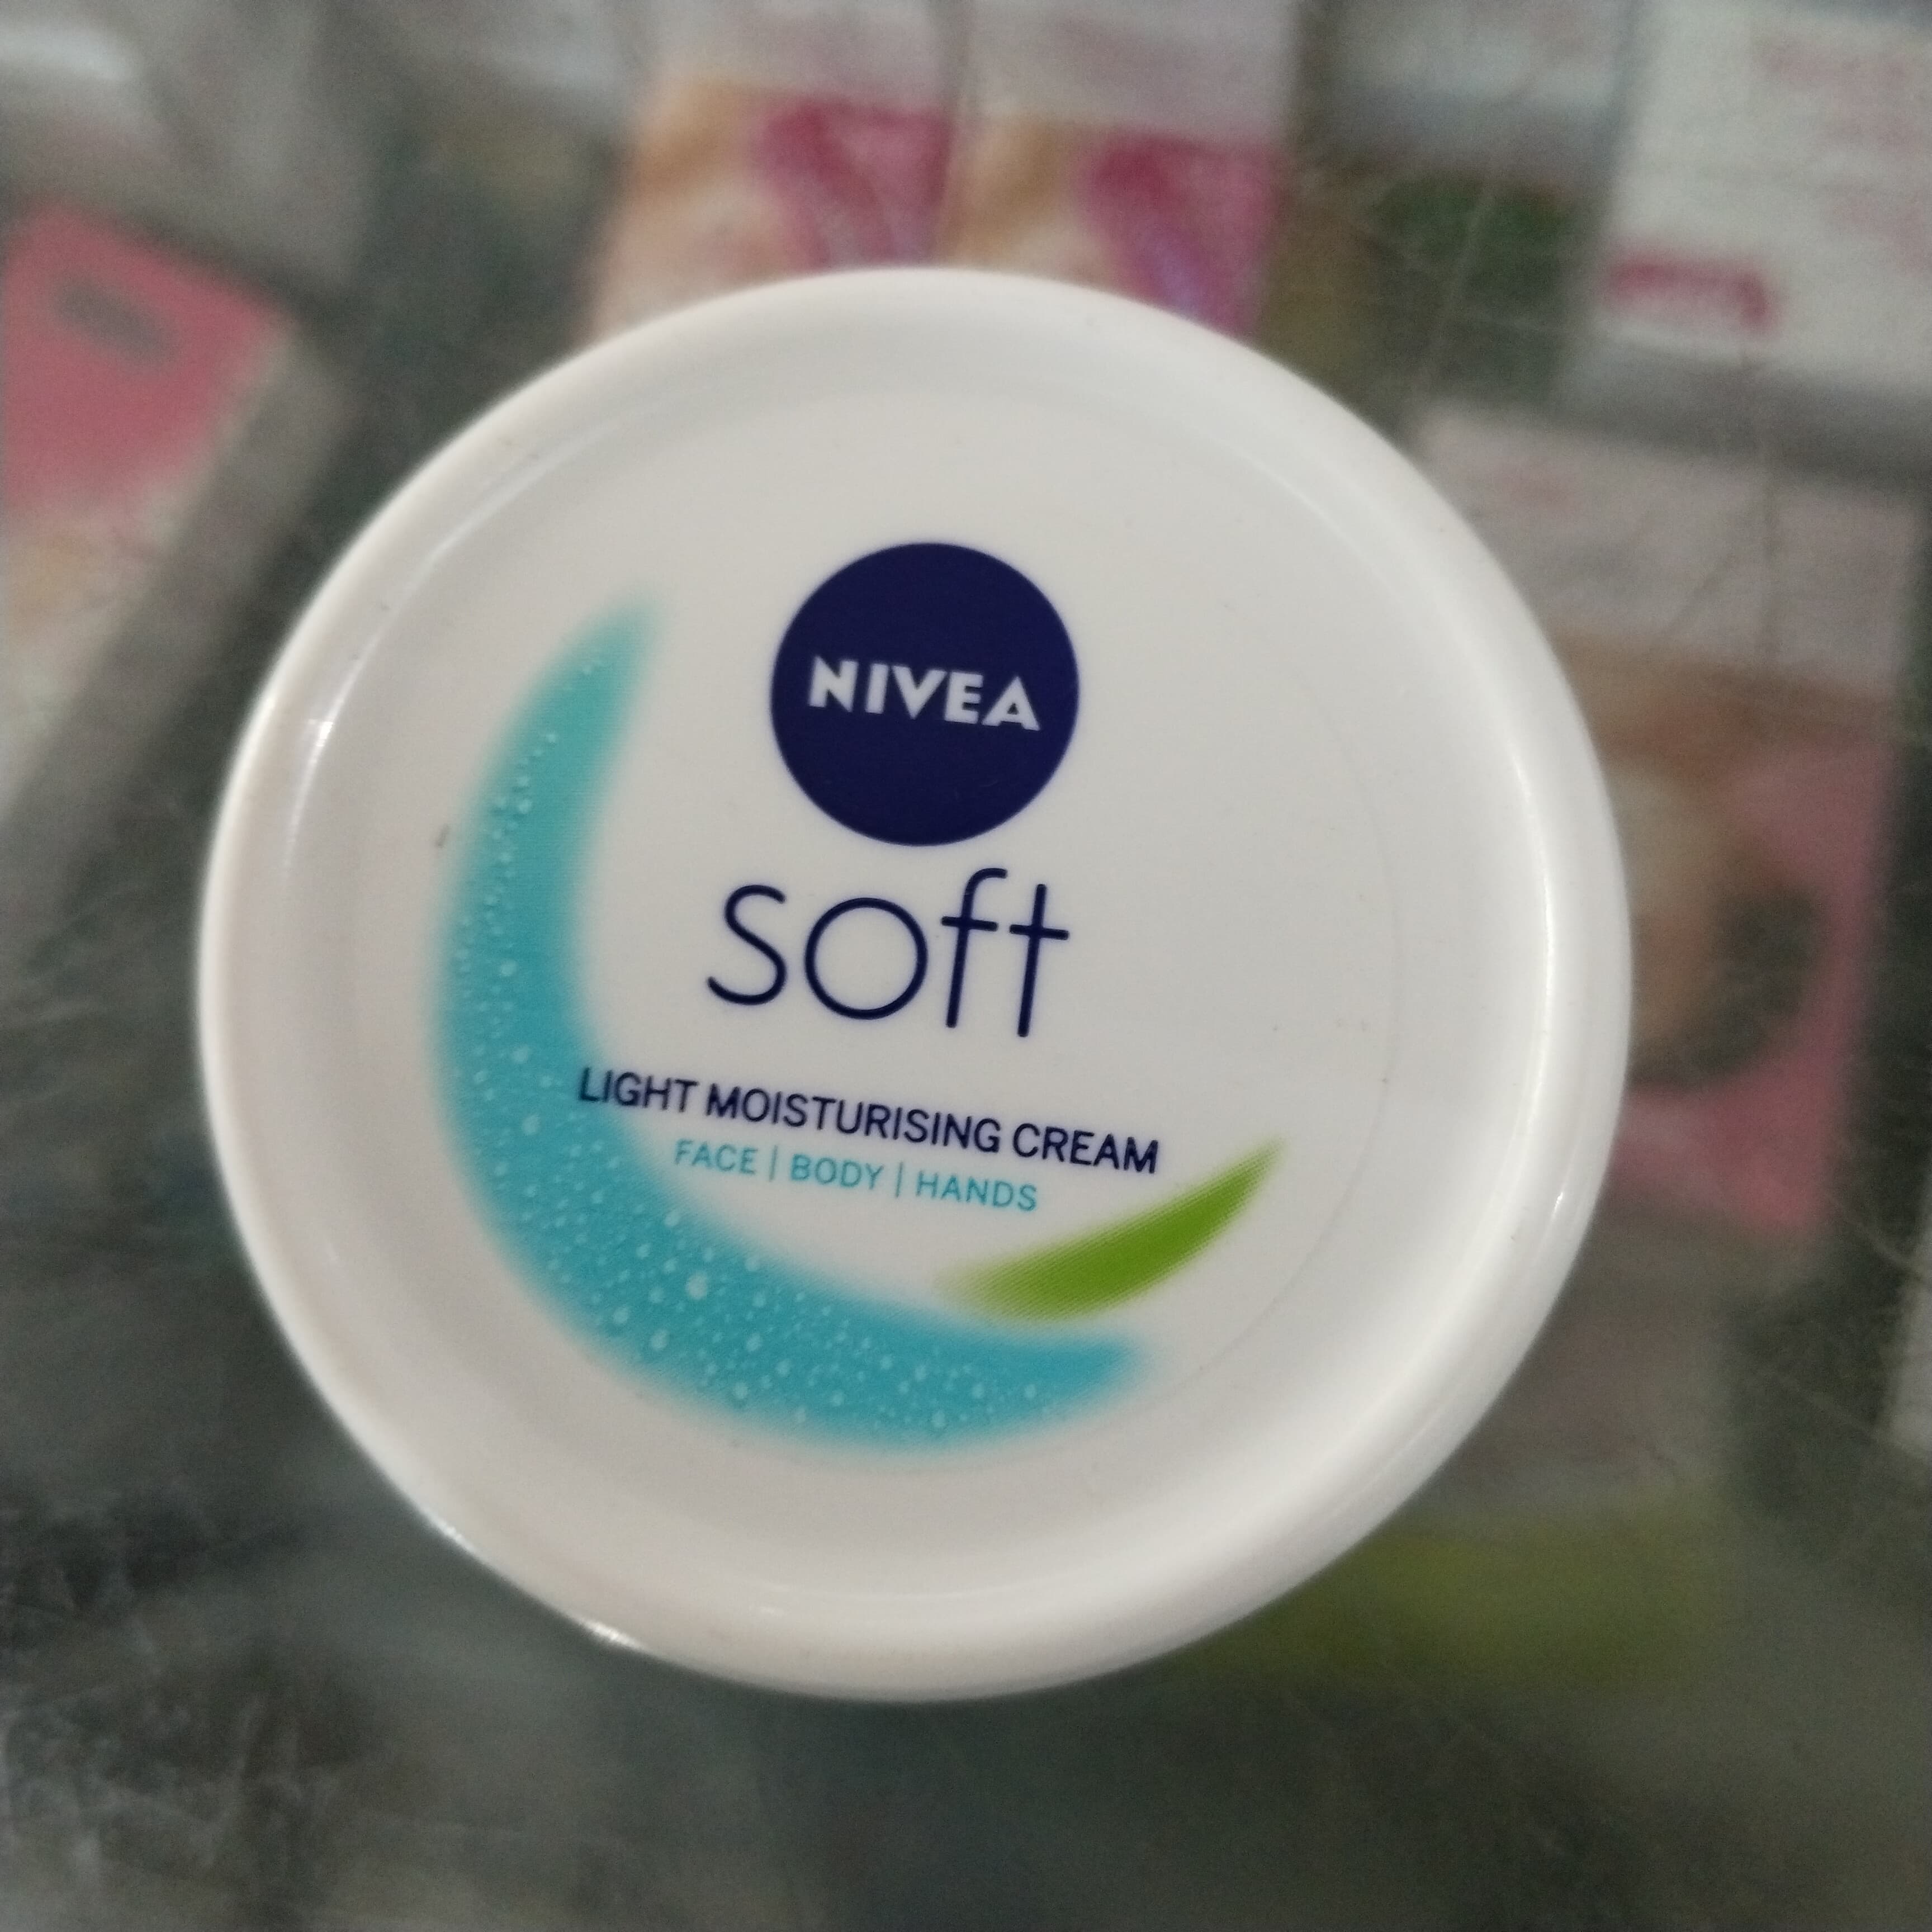 NIVEA
soft
LIGHT MOISTURISING CREAM
FACE | BODY | HANDS